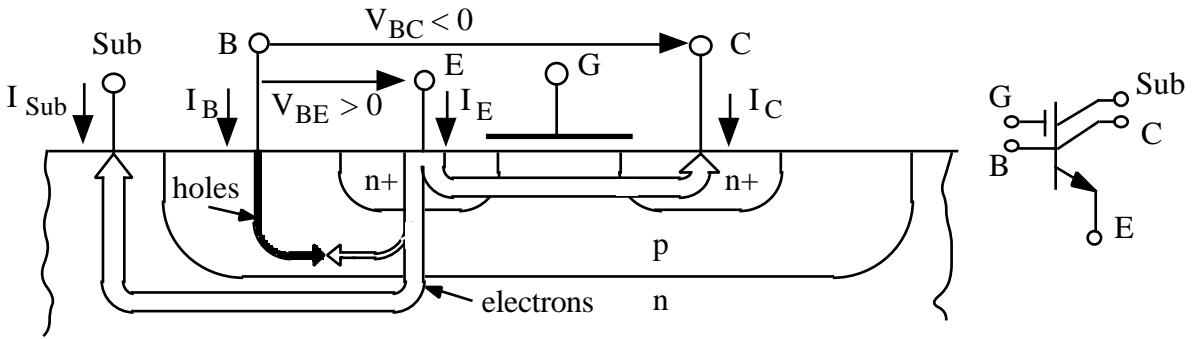 V_BC < 0
Sub B C
E G
I_Sub I_B V_BE > 0 I_E I_C
holes n+ n+
p
electrons n
G Sub
C
B
E